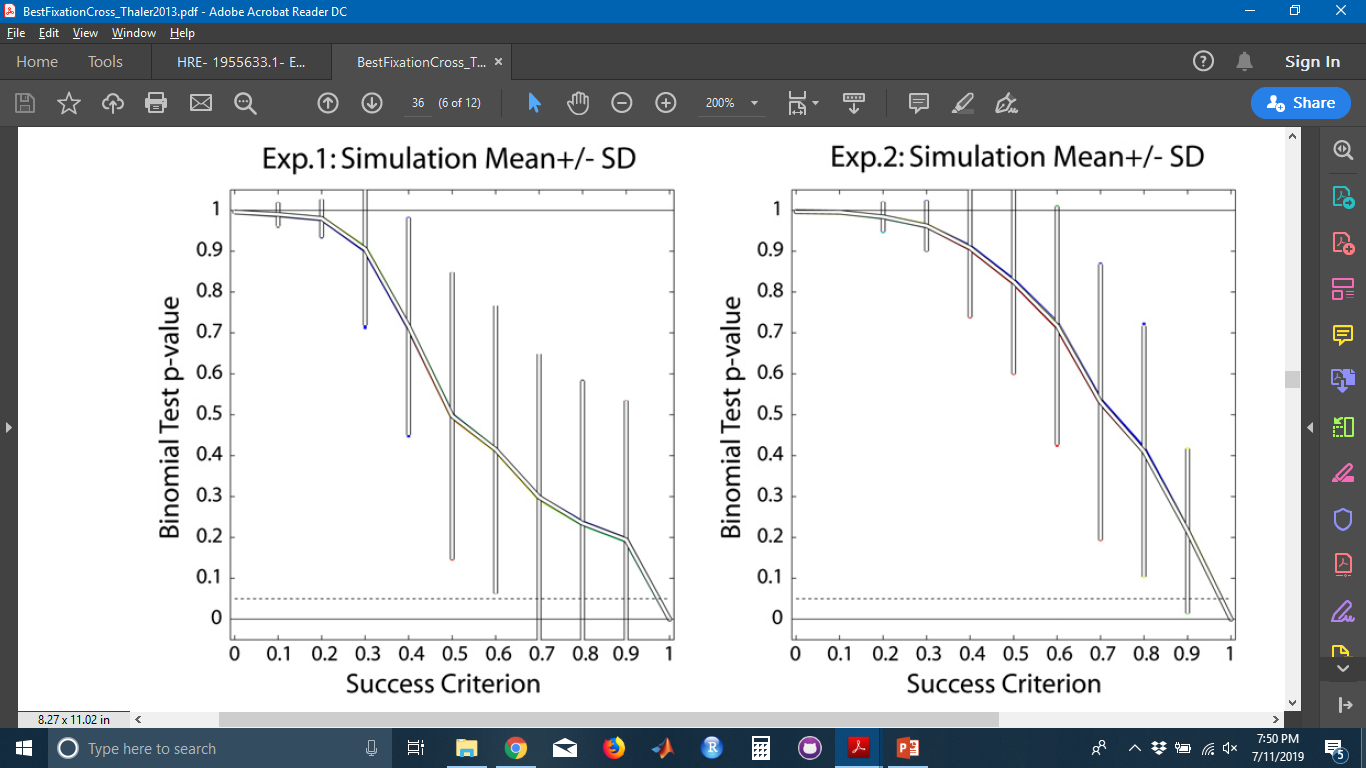 BestFixationCross_Thaler2013.pdf - Adobe Acrobat Reader DC
File Edit View Window Help
Home Tools HRE- 1955633.1- E... BestFixationCross_T... ×
Sign In
36 (6 of 12) 200% Share
Exp.1: Simulation Mean+/- SD
Binomial Test p-value
1
0.9
0.8
0.7
0.6
0.5
0.4
0.3
0.2
0.1
0
0 0.1 0.2 0.3 0.4 0.5 0.6 0.7 0.8 0.9 1
Success Criterion
Exp.2: Simulation Mean+/- SD
Binomial Test p-value
1
0.9
0.8
0.7
0.6
0.5
0.4
0.3
0.2
0.1
0
0 0.1 0.2 0.3 0.4 0.5 0.6 0.7 0.8 0.9 1
Success Criterion
8.27 x 11.02 in
Type here to search
7:50 PM
7/11/2019
5